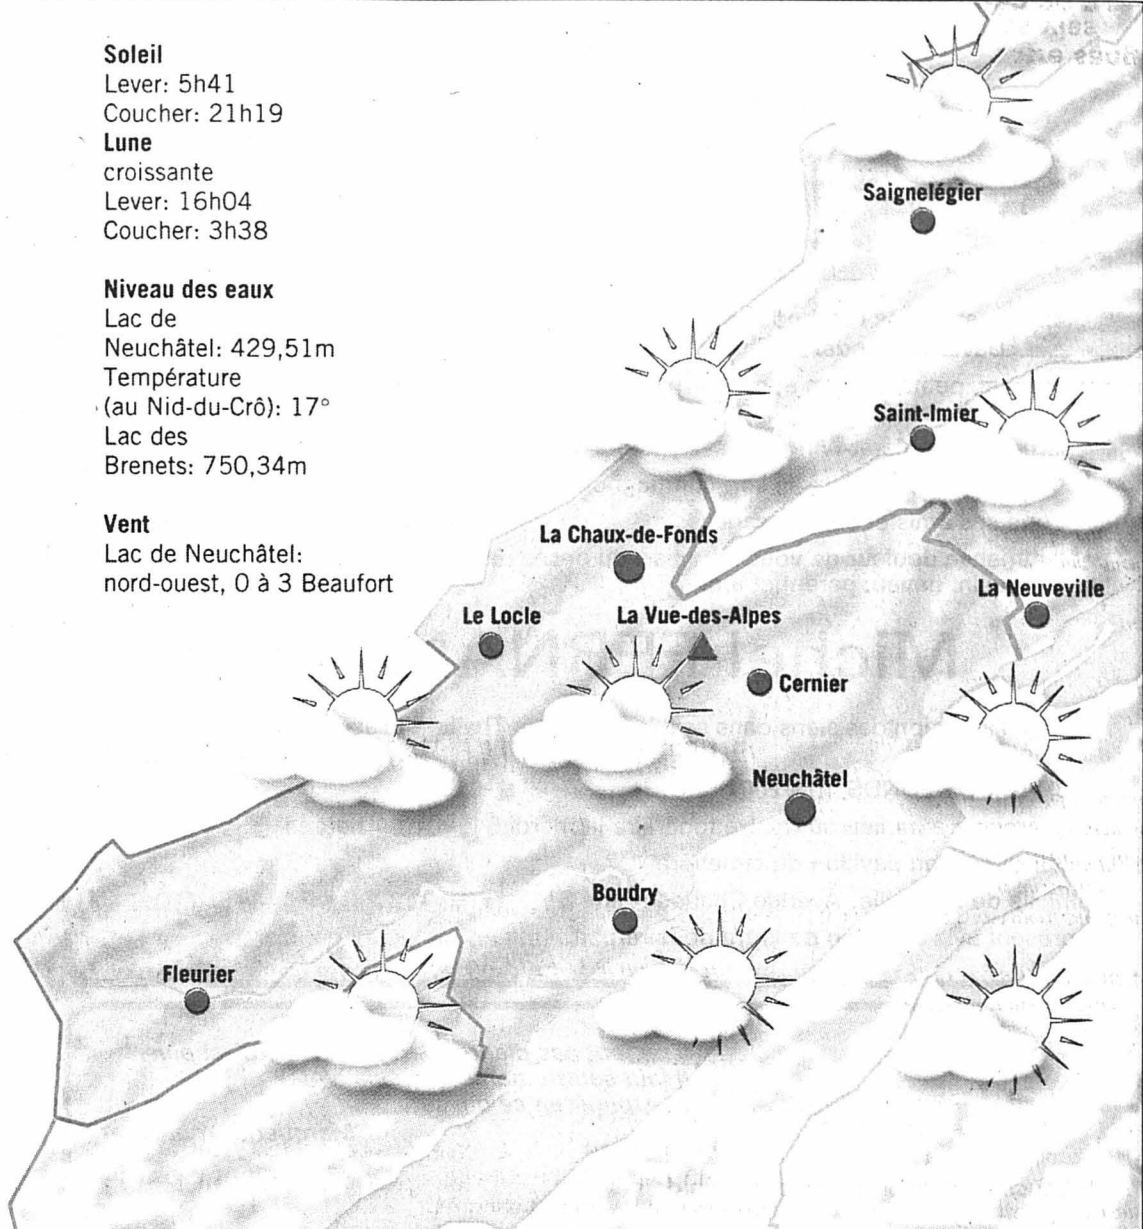 Soleil
Lever: 5h41
Coucher: 21h19
Lune
croissante
Lever: 16h04
Coucher: 3h38
Niveau des eaux
Lac de
Neuchâtel: 429,51m
Température
(au Nid-du-Crô): 17°
Lac des
Brenets: 750,34m
Vent
Lac de Neuchâtel:
nord-ouest, 0 à 3 Beaufort
Saignelégier
Saint-Imier
La Chaux-de-Fonds
La Neuveville
Le Locle
La Vue-des-Alpes
Cernier
Neuchâtel
Boudry
Fleurier